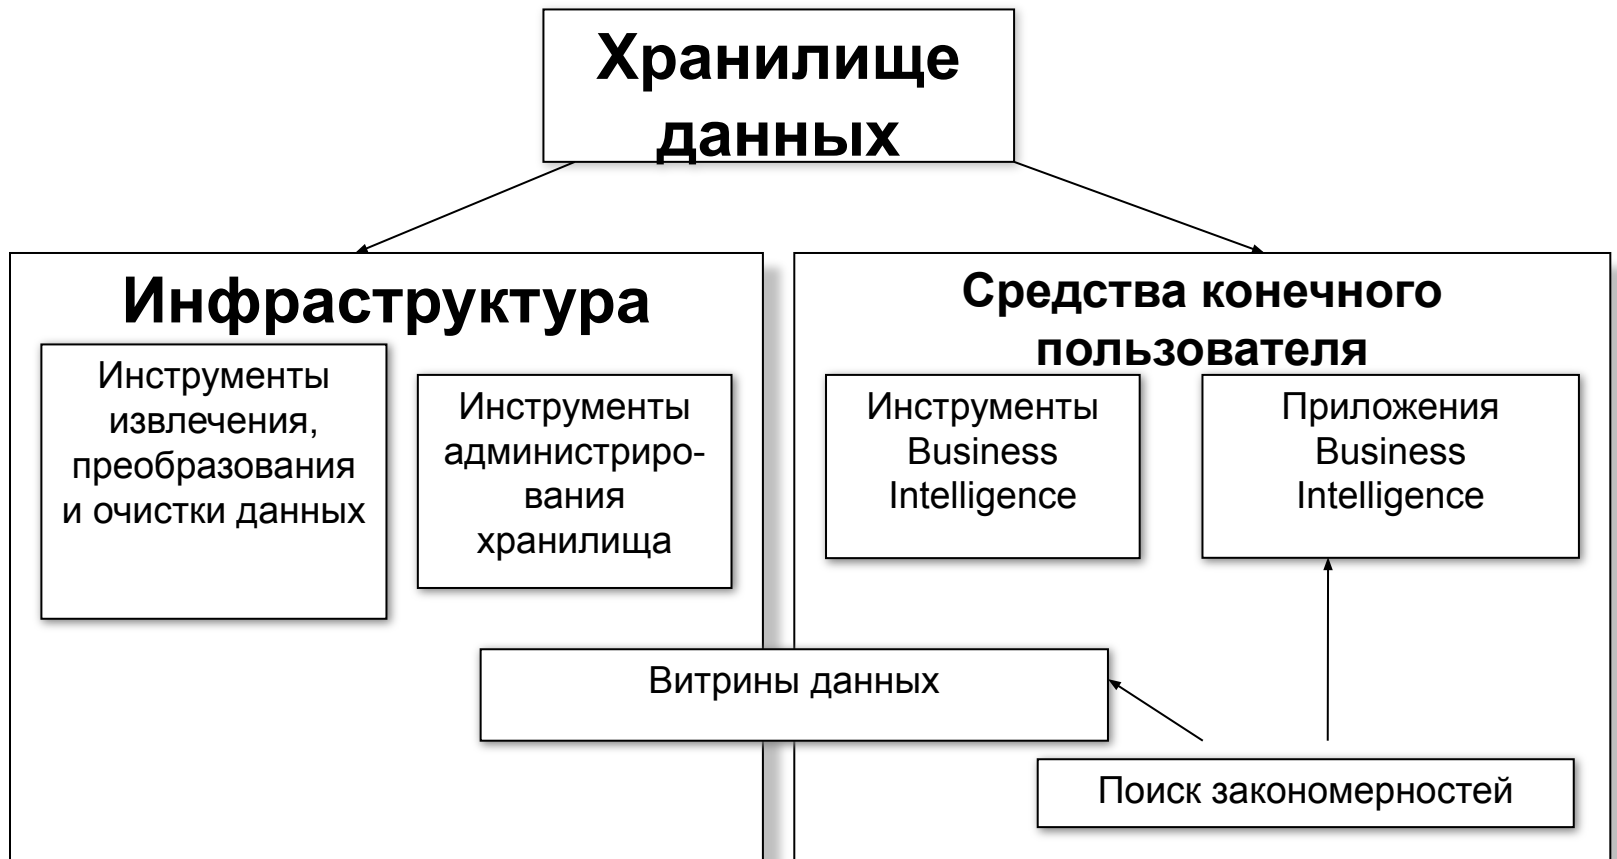 Хранилище
данных
Инфраструктура
Инструменты
извлечения,
преобразования
и очистки данных
Инструменты
администриро-
вания
хранилища
Средства конечного
пользователя
Инструменты
Business
Intelligence
Приложения
Business
Intelligence
Витрины данных
Поиск закономерностей